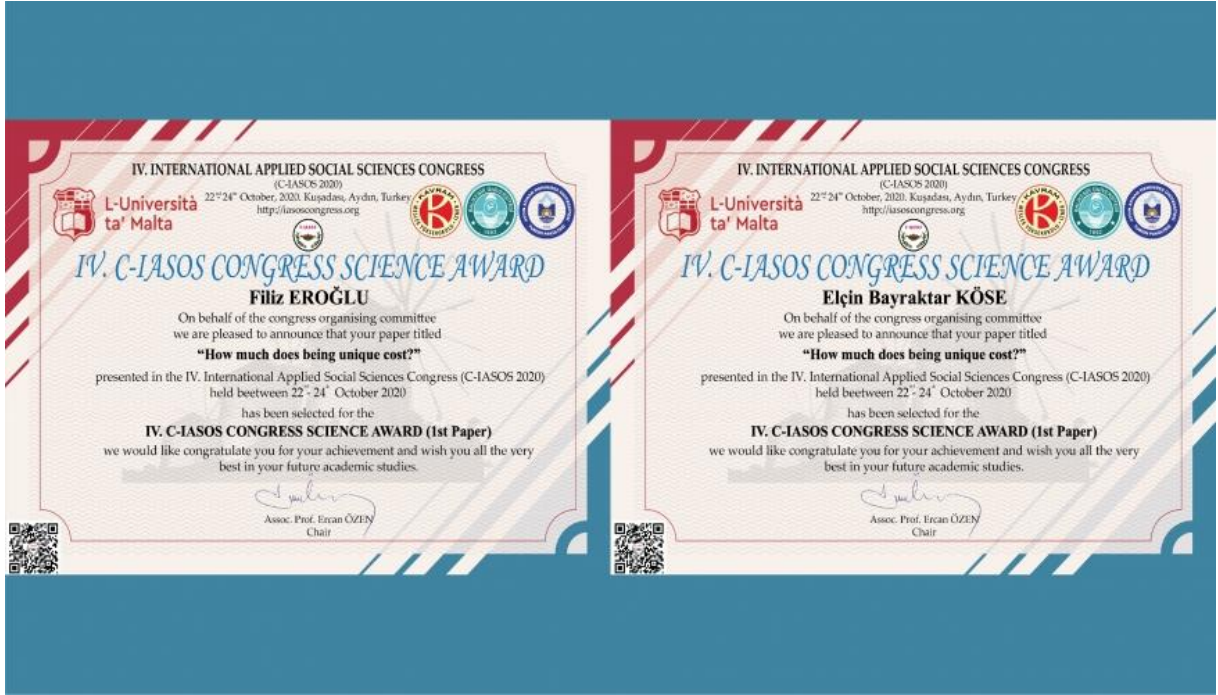 IV. INTERNATIONAL APPLIED SOCIAL SCIENCES CONGRESS
(C-IASOS 2020)
22nd 24th October, 2020. Kuşadası, Aydın, Turkey
http://iasoscongress.org
L-Università
ta' Malta
KAVRAM
IV. C-IASOS CONGRESS SCIENCE AWARD
Filiz EROĞLU
On behalf of the congress organising committee
we are pleased to announce that your paper titled
“How much does being unique cost?”
presented in the IV. International Applied Social Sciences Congress (C-IASOS 2020)
held beetween 22 - 24 October 2020
has been selected for the
IV. C-IASOS CONGRESS SCIENCE AWARD (1st Paper)
we would like congratulate you for your achievement and wish you all the very
best in your future academic studies.
Assoc. Prof. Ercan ÖZEN
Chair
IV. INTERNATIONAL APPLIED SOCIAL SCIENCES CONGRESS
(C-IASOS 2020)
22nd 24th October, 2020. Kuşadası, Aydın, Turkey
http://iasoscongress.org
L-Università
ta' Malta
KAVRAM
IV. C-IASOS CONGRESS SCIENCE AWARD
Elçin Bayraktar KÖSE
On behalf of the congress organising committee
we are pleased to announce that your paper titled
“How much does being unique cost?”
presented in the IV. International Applied Social Sciences Congress (C-IASOS 2020)
held beetween 22 - 24 October 2020
has been selected for the
IV. C-IASOS CONGRESS SCIENCE AWARD (1st Paper)
we would like congratulate you for your achievement and wish you all the very
best in your future academic studies.
Assoc. Prof. Ercan ÖZEN
Chair